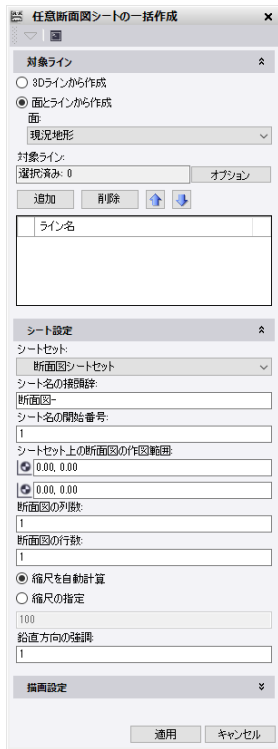 任意断面図シートの一括作成
対象ライン
3Dラインから作成
面とラインから作成
面:
現況地形
対象ライン:
選択済み: 0
オプション
追加
削除
ライン名
シート設定
シートセット:
断面図シートセット
シート名の接頭辞:
断面図-
シート名の開始番号:
1
シートセット上の断面図の作図範囲:
0.00, 0.00
0.00, 0.00
断面図の列数:
1
断面図の行数:
1
縮尺を自動計算
縮尺の指定
100
鉛直方向の強調:
1
描画設定
適用
キャンセル